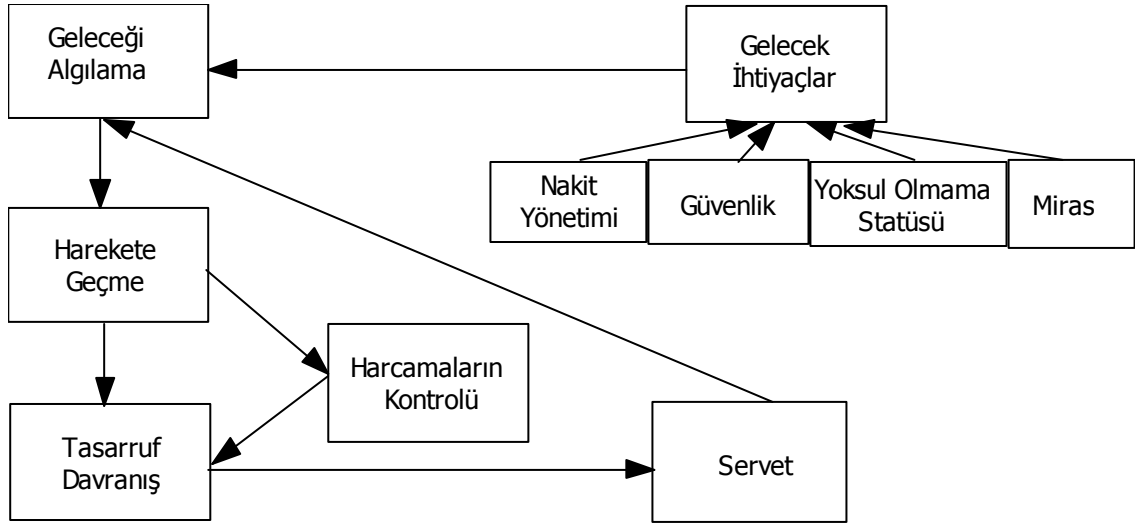 Geleceği
Algılama
Gelecek
İhtiyaçlar
Nakit
Yönetimi
Güvenlik
Yoksul Olmama
Statüsü
Miras
Harekete
Geçme
Harcamaların
Kontrolü
Tasarruf
Davranış
Servet